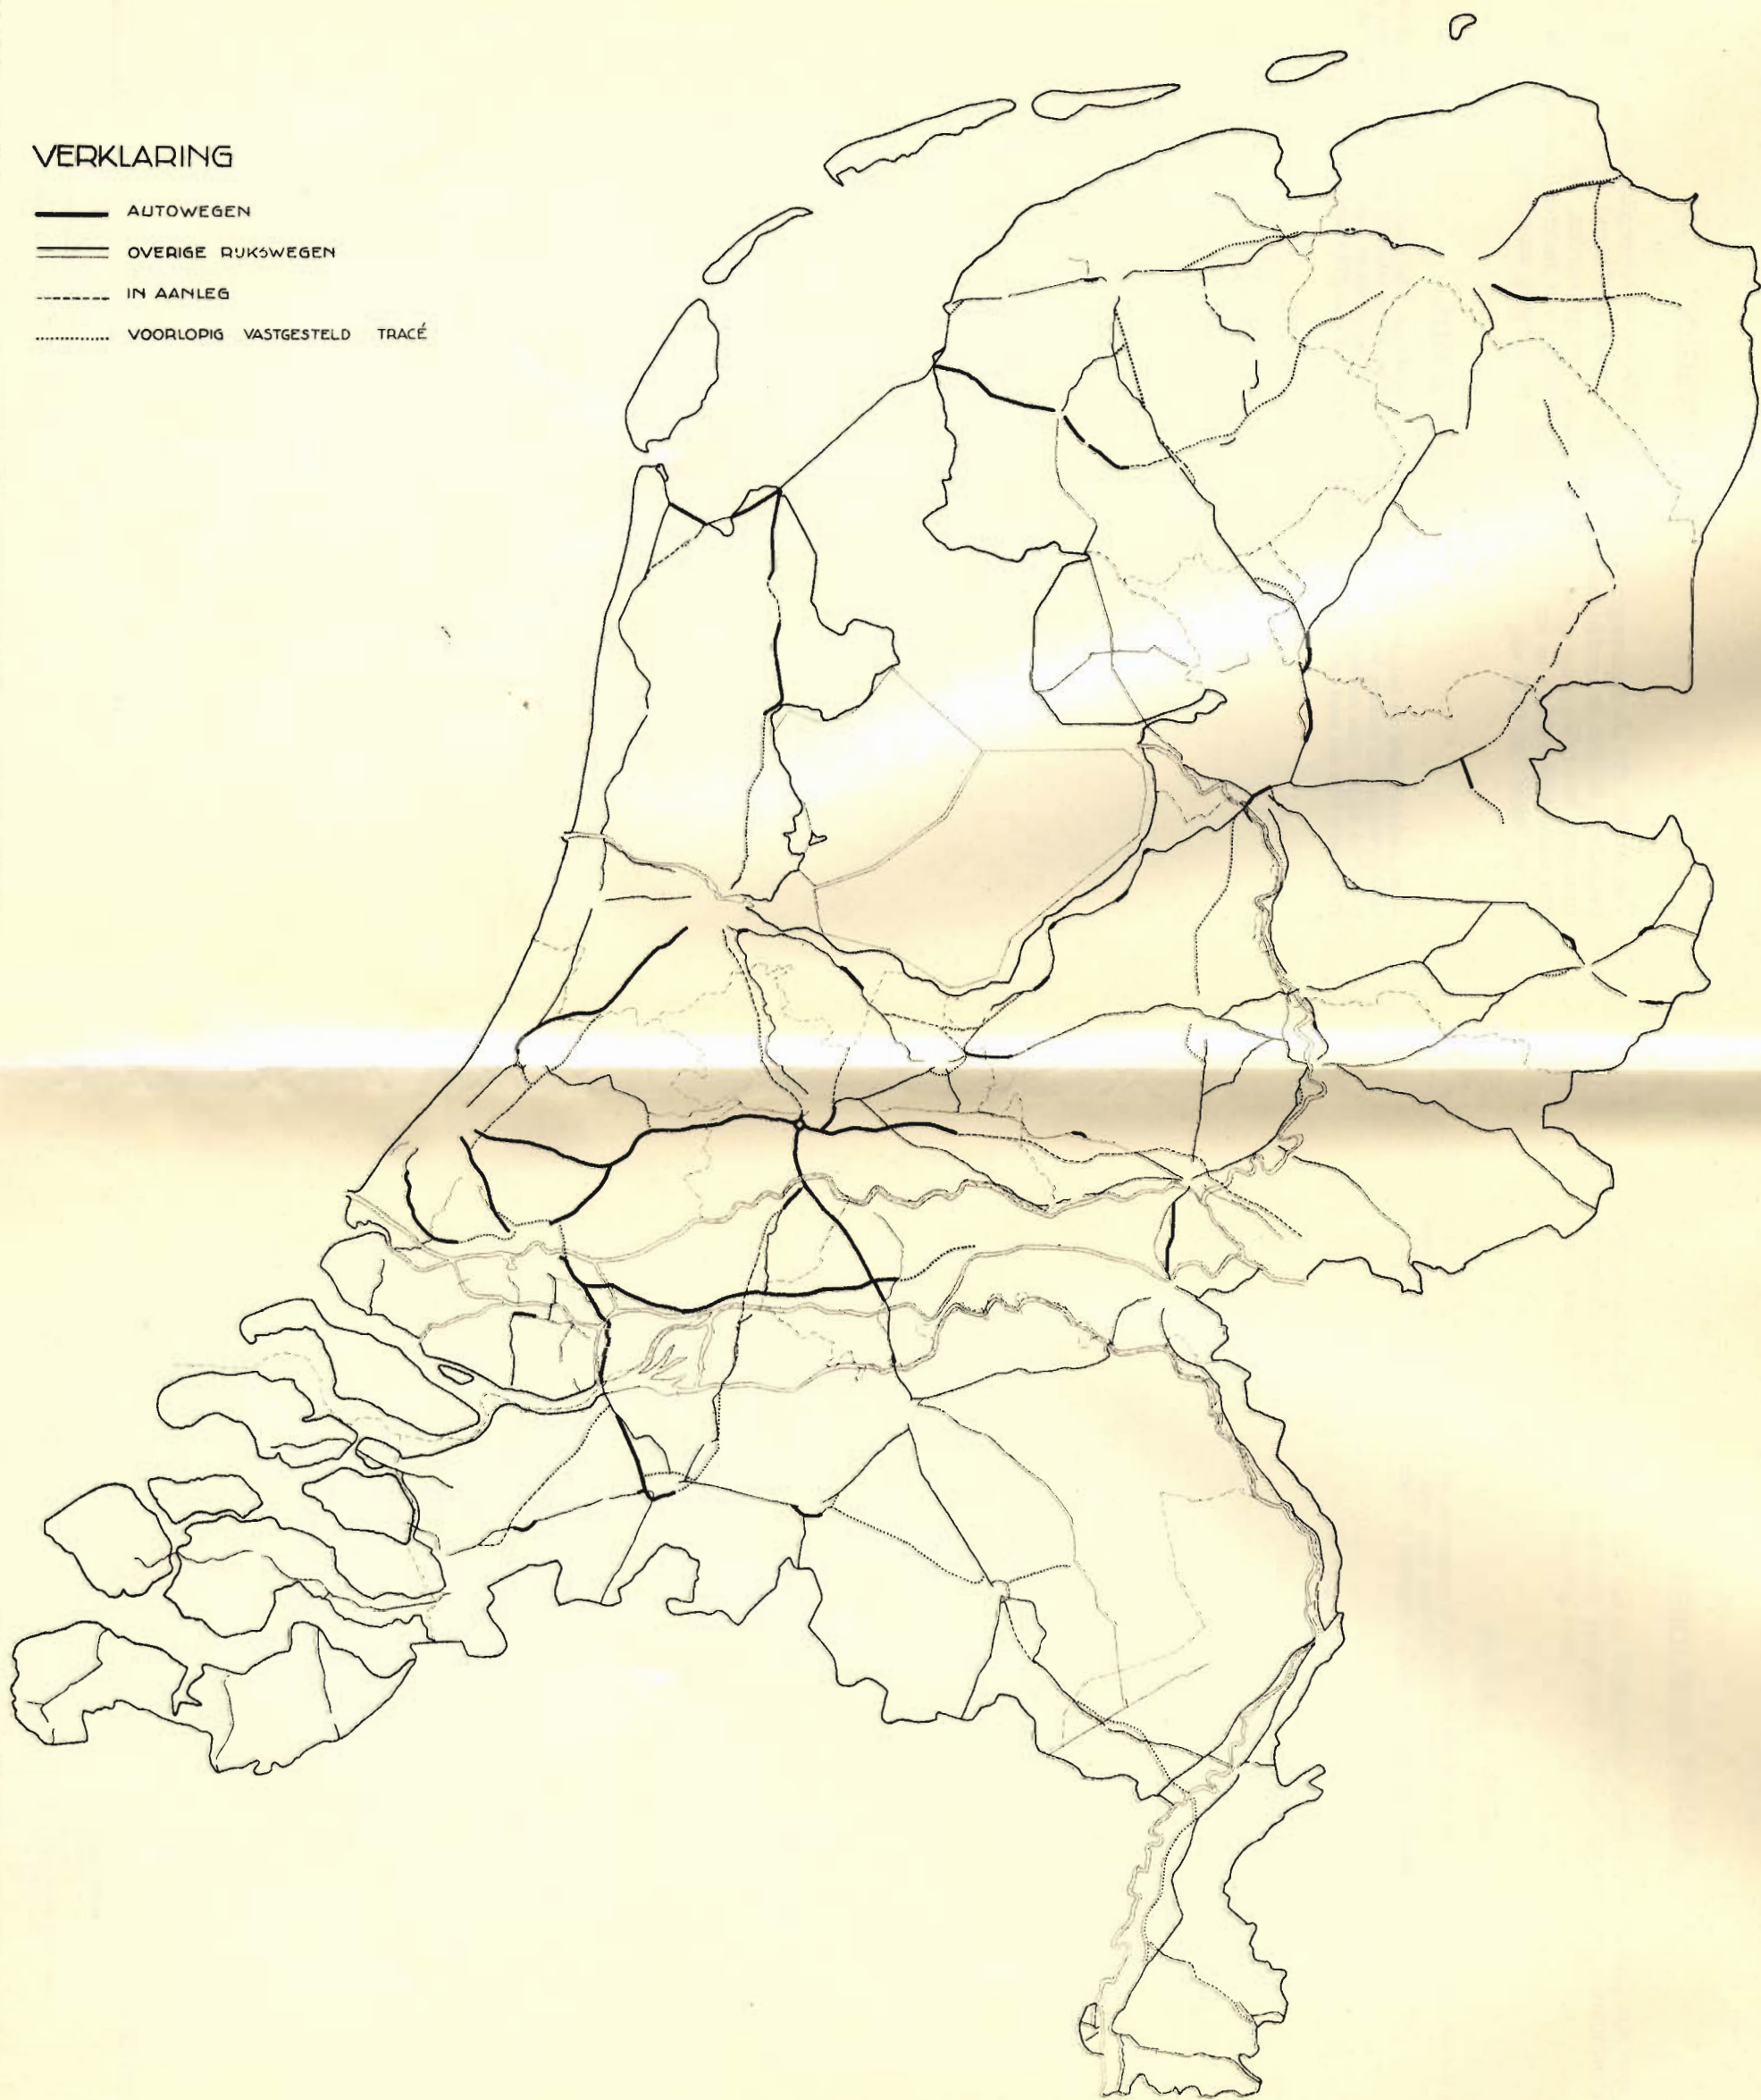 VERKLARING
AUTOWEGEN
OVERIGE RIJKSWEGEN
IN AANLEG
VOORLOPIG VASTGESTELD TRACÉ